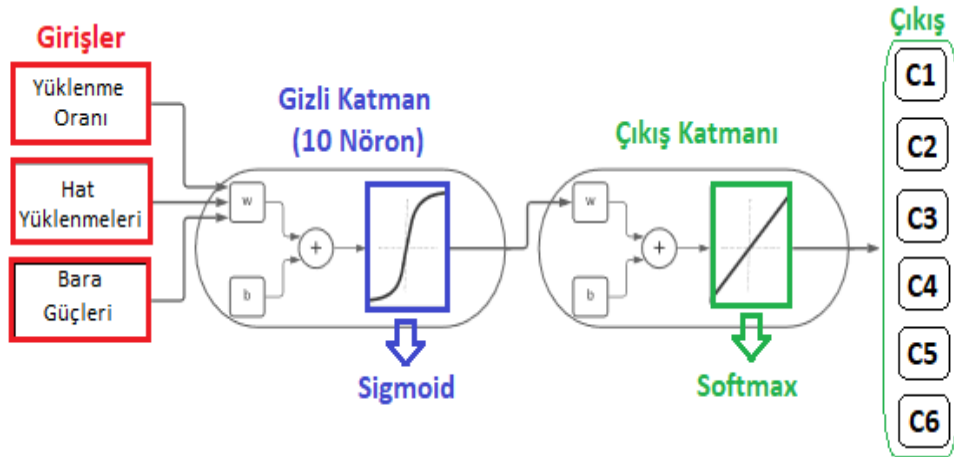 Girişler
Yüklenme
Oranı
Hat
Yüklenmeleri
Bara
Güçleri
Gizli Katman
(10 Nöron)
w
b
+
Sigmoid
Çıkış Katmanı
w
b
+
Softmax
Çıkış
C1
C2
C3
C4
C5
C6